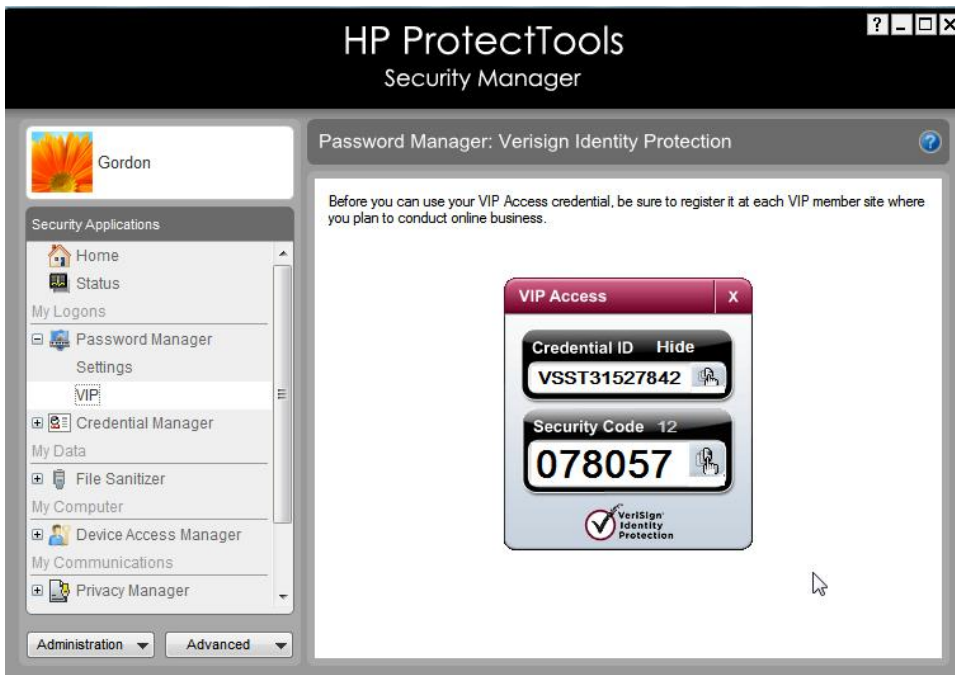 HP ProtectTools
Security Manager
? _ □ X
Gordon
Security Applications
Home
Status
My Logons
Password Manager
Settings
VIP
Credential Manager
My Data
File Sanitizer
My Computer
Device Access Manager
My Communications
Privacy Manager
Administration
Advanced
Password Manager: Verisign Identity Protection
?
Before you can use your VIP Access credential, be sure to register it at each VIP member site where
you plan to conduct online business.
VIP Access X
Credential ID Hide
VSST31527842
Security Code 12
078057
VeriSign
Identity
Protection